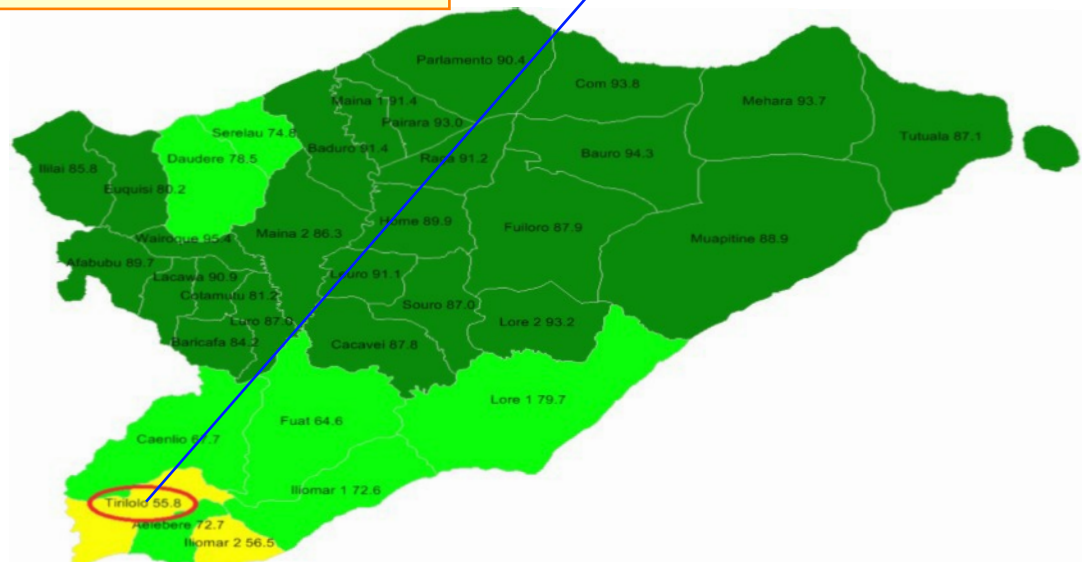 Parlamento 90.4
Com 93.8
Mehara 93.7
Maina 1 91.4
Rairara 93.0
Serelau 74.8
Tutuala 87.1
Baduro 91.4
Daudere 78.5
Raça 91.2
Bauro 94.3
Ililai 85.8
Euquisi 80.2
Home 89.9
Fuiloro 87.9
Maina 2 86.3
Wairoque 95.4
Muapitine 88.9
Afabubu 89.7
Lacawa 90.9
Leuro 91.1
Cotamutu 81.2
Souro 87.0
Luro 87.0
Lore 2 93.2
Baricafa 84.2
Cacavei 87.8
Lore 1 79.7
Fuat 64.6
Caenlio 67.7
Iliomar 1 72.6
Tirilolo 55.8
Aelebere 72.7
Iliomar 2 56.5